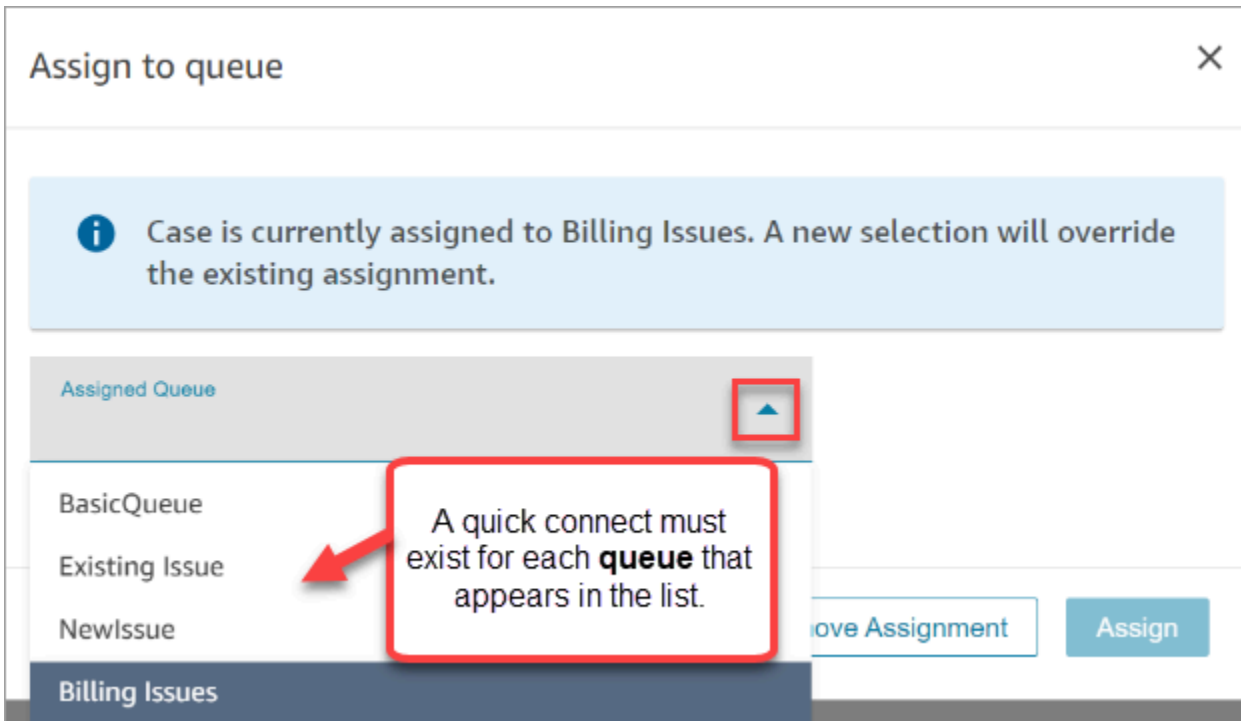 Assign to queue
Case is currently assigned to Billing Issues. A new selection will override
the existing assignment.
Assigned Queue
BasicQueue
Existing Issue
NewIssue
Billing Issues
A quick connect must
exist for each queue that
appears in the list.
Assignment
Assign